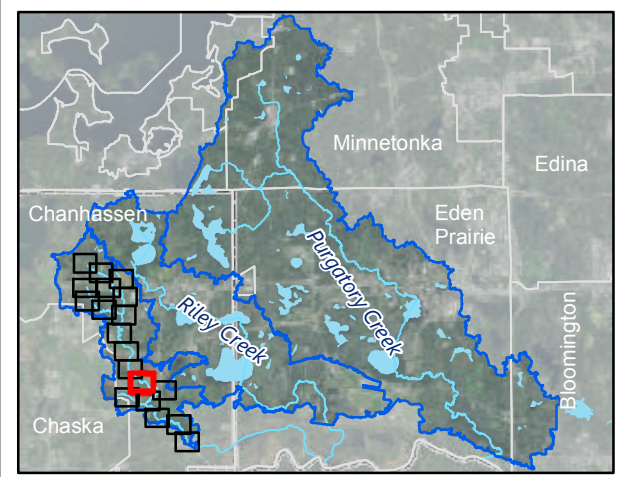 Minnetonka
Edina
Chanhassen
Eden
Prairie
Purgatory Creek
Riley Creek
Bloomington
Chaska